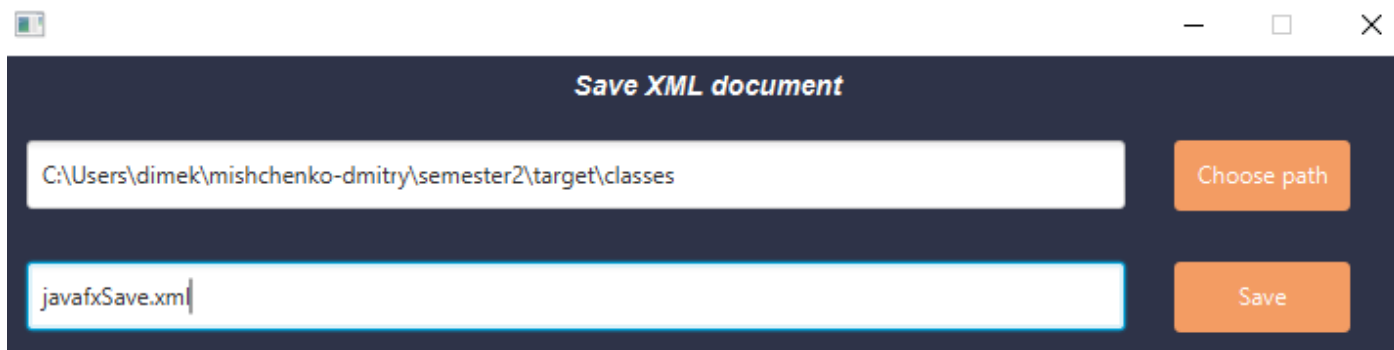 Save XML document
C:\Users\dimek\mishchenko-dmitry\semester2\target\classes
Choose path
javafxSave.xml
Save